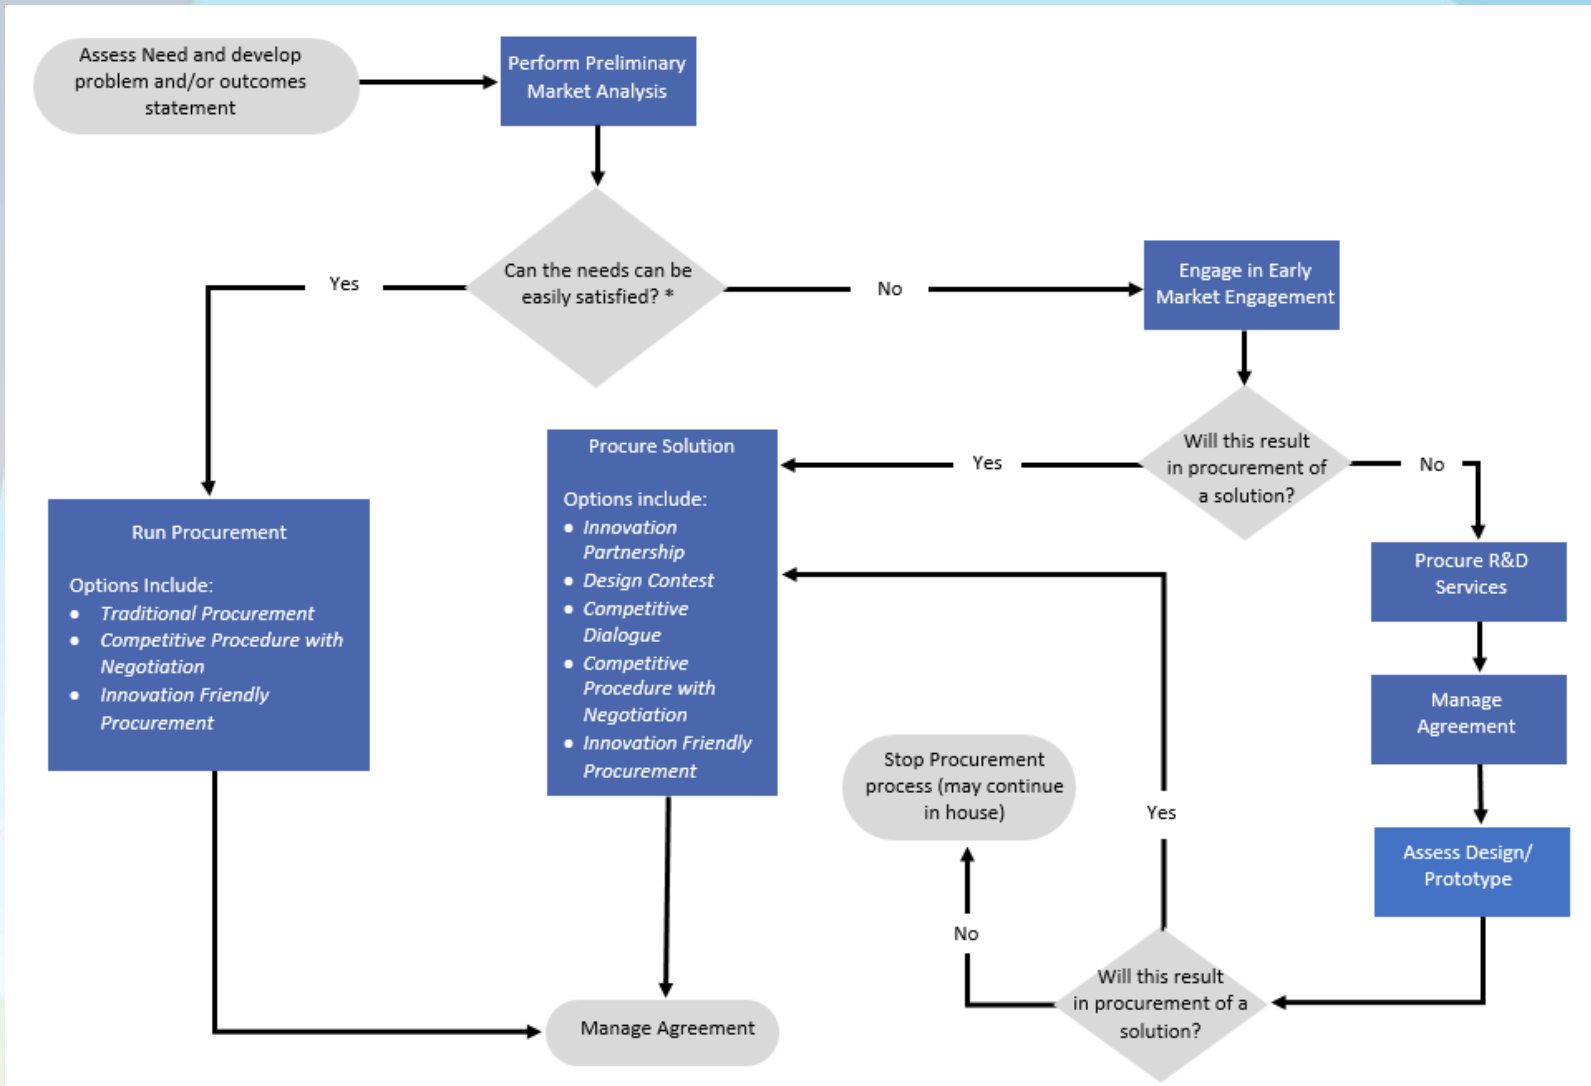 Assess Need and develop
problem and/or outcomes
statement
Perform Preliminary
Market Analysis
Can the needs can be
easily satisfied? *
Yes
No
Engage in Early
Market Engagement
Will this result
in procurement of
a solution?
Yes
No
Run Procurement
Options Include:
• Traditional Procurement
• Competitive Procedure with
Negotiation
• Innovation Friendly
Procurement
Procure Solution
Options include:
• Innovation
Partnership
• Design Contest
• Competitive
Dialogue
• Competitive
Procedure with
Negotiation
• Innovation Friendly
Procurement
Procure R&D
Services
Manage
Agreement
Assess Design/
Prototype
Will this result
in procurement of a
solution?
Yes
No
Stop Procurement
process (may continue
in house)
Manage Agreement